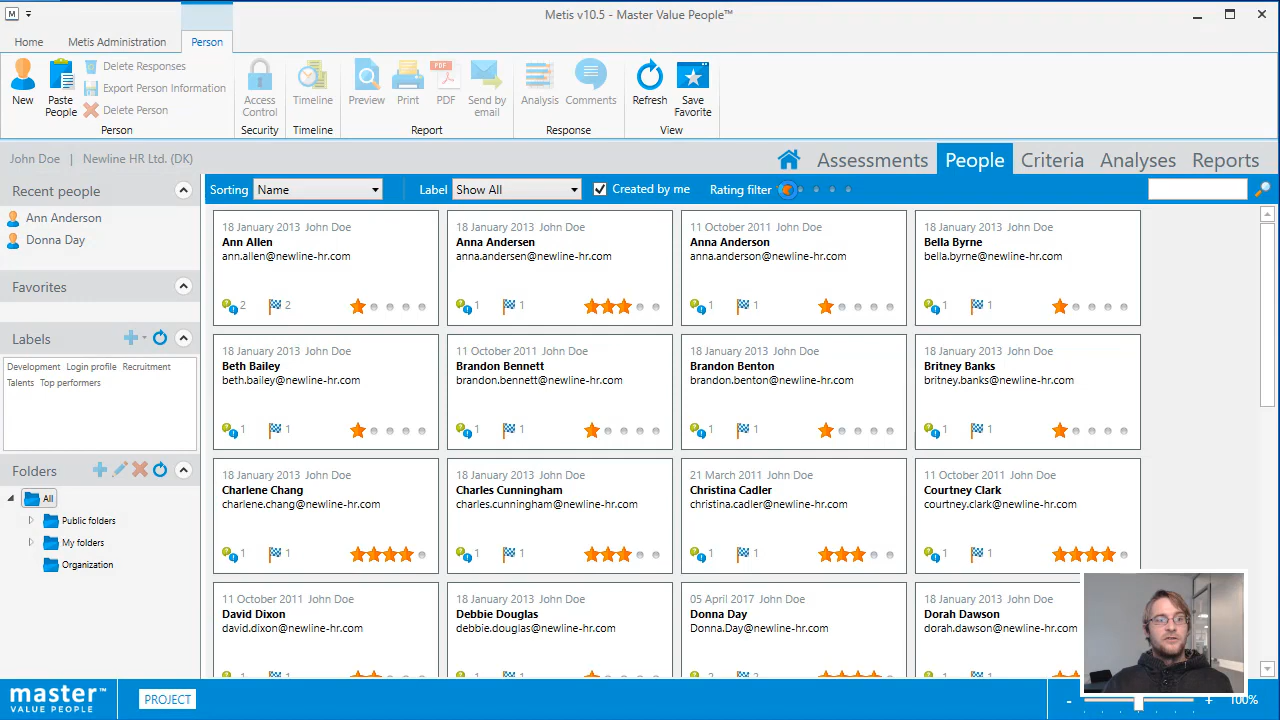 M
Metis v10.5 - Master Value People™
Home
Metis Administration
Person
New
Paste People
Delete Responses
Export Person Information
Delete Person
Person
Access Control
Security
Timeline
Timeline
Preview
Print
PDF
PDF
Send by email
Report
Analysis
Comments
Response
Refresh
Save Favorite
View
John Doe | Newline HR Ltd. (DK)
Assessments
People
Criteria
Analyses
Reports
Recent people
Ann Anderson
Donna Day
Favorites
Labels
Development Login profile Recruitment
Talents Top performers
Folders
All
Public folders
My folders
Organization
Sorting Name
Label Show All
Created by me
Rating filter
18 January 2013 John Doe
Ann Allen
ann.allen@newline-hr.com
2 2
18 January 2013 John Doe
Anna Andersen
anna.andersen@newline-hr.com
1 1
11 October 2011 John Doe
Anna Anderson
anna.anderson@newline-hr.com
1 1
18 January 2013 John Doe
Bella Byrne
bella.byrne@newline-hr.com
1 1
18 January 2013 John Doe
Beth Bailey
beth.bailey@newline-hr.com
1 1
11 October 2011 John Doe
Brandon Bennett
brandon.bennett@newline-hr.com
1 1
18 January 2013 John Doe
Brandon Benton
brandon.benton@newline-hr.com
1 1
18 January 2013 John Doe
Britney Banks
britney.banks@newline-hr.com
1 1
18 January 2013 John Doe
Charlene Chang
charlene.chang@newline-hr.com
1 1
18 January 2013 John Doe
Charles Cunningham
charles.cunningham@newline-hr.com
1 1
21 March 2011 John Doe
Christina Cadler
christina.cadler@newline-hr.com
1 1
11 October 2011 John Doe
Courtney Clark
courtney.clark@newline-hr.com
1 1
11 October 2011 John Doe
David Dixon
david.dixon@newline-hr.com
18 January 2013 John Doe
Debbie Douglas
debbie.douglas@newline-hr.com
05 April 2017 John Doe
Donna Day
Donna.Day@newline-hr.com
18 January 2013 John Doe
Dorah Dawson
dorah.dawson@newline-hr.com
master™
VALUE PEOPLE
PROJECT
- + 100%